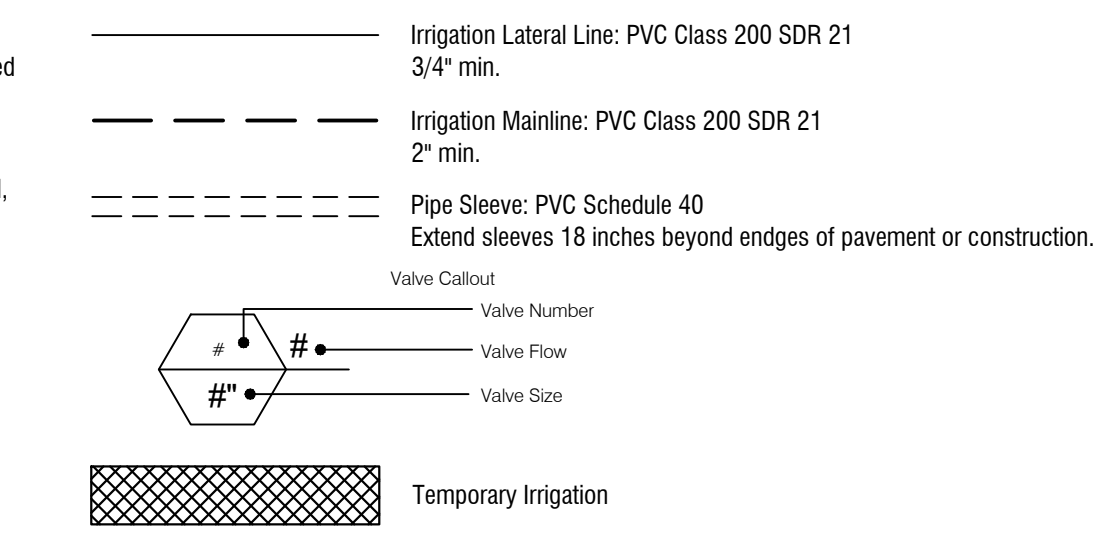 Irrigation Lateral Line: PVC Class 200 SDR 21
3/4" min.
ed
Irrigation Mainline: PVC Class 200 SDR 21
2" min.
,
Pipe Sleeve: PVC Schedule 40
Extend sleeves 18 inches beyond endges of pavement or construction.
Valve Callout
Valve Number
#
#
Valve Flow
#"
Valve Size
Temporary Irrigation